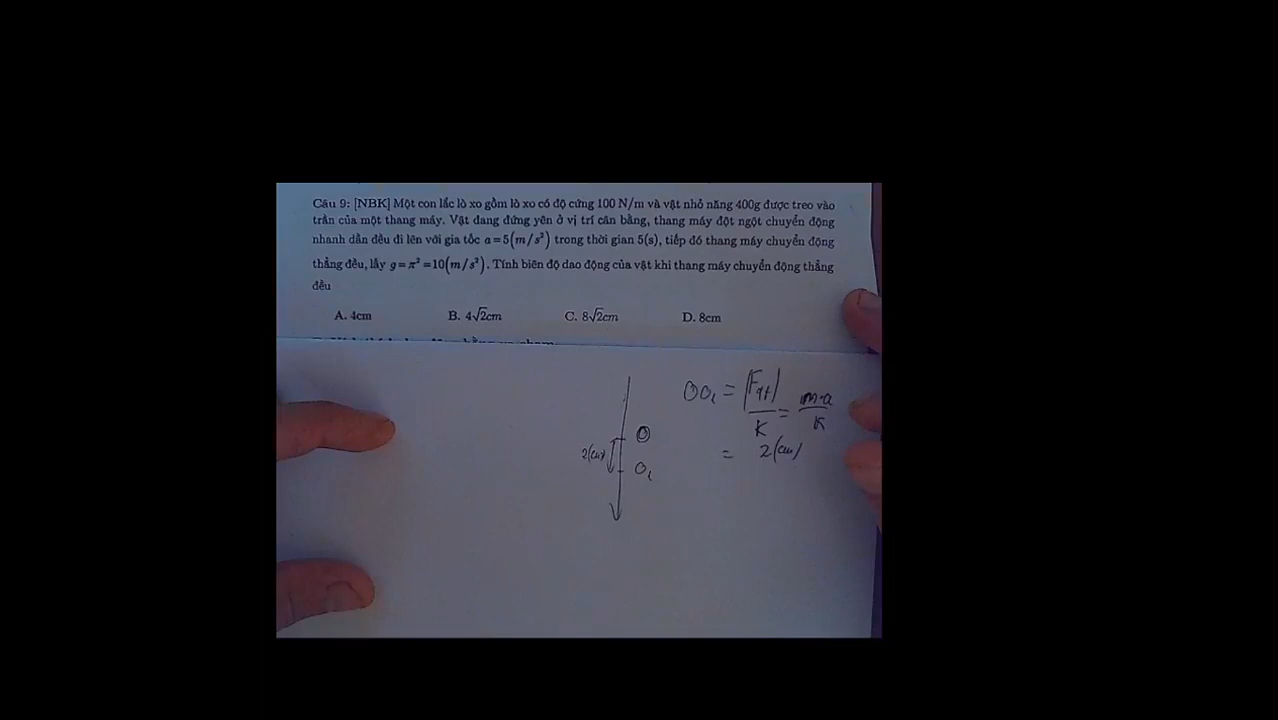 Câu 9: [NBK] Một con lắc lò xo gồm lò xo có độ cứng 100 N/m và vật nhỏ nặng 400g được treo vào
trần của một thang máy. Vật đang đứng yên ở vị trí cân bằng, thang máy đột ngột chuyển động
nhanh dần đều đi lên với gia tốc a = 5(m/s²) trong thời gian 5(s), tiếp đó thang máy chuyển động
thẳng đều, lấy g = π² = 10(m/s²). Tính biên độ dao động của vật khi thang máy chuyển động thẳng
đều
A. 4cm B. 4√2cm C. 8√2cm D. 8cm
OO₁ = |Fqt|/K = m.a/K
= 2(cm)
O
2(cm)
O₁